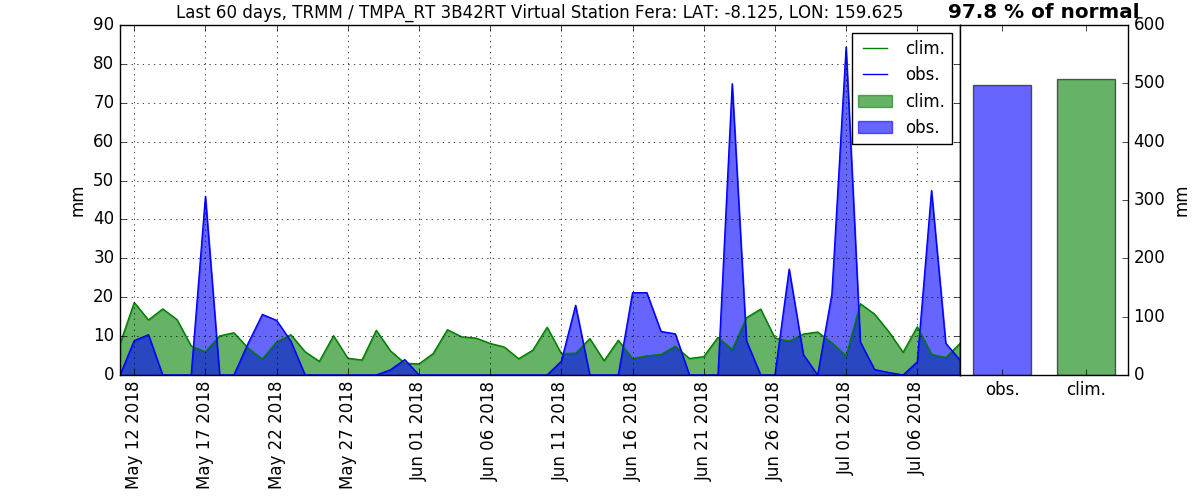 Last 60 days, TRMM / TMPA_RT 3B42RT Virtual Station Fera: LAT: -8.125, LON: 159.625
97.8 % of normal
90
80
70
60
50
40
30
20
10
0
mm
clim.
obs.
clim.
obs.
May 12 2018
May 17 2018
May 22 2018
May 27 2018
Jun 01 2018
Jun 06 2018
Jun 11 2018
Jun 16 2018
Jun 21 2018
Jun 26 2018
Jul 01 2018
Jul 06 2018
600
500
400
300
200
100
0
mm
obs.
clim.